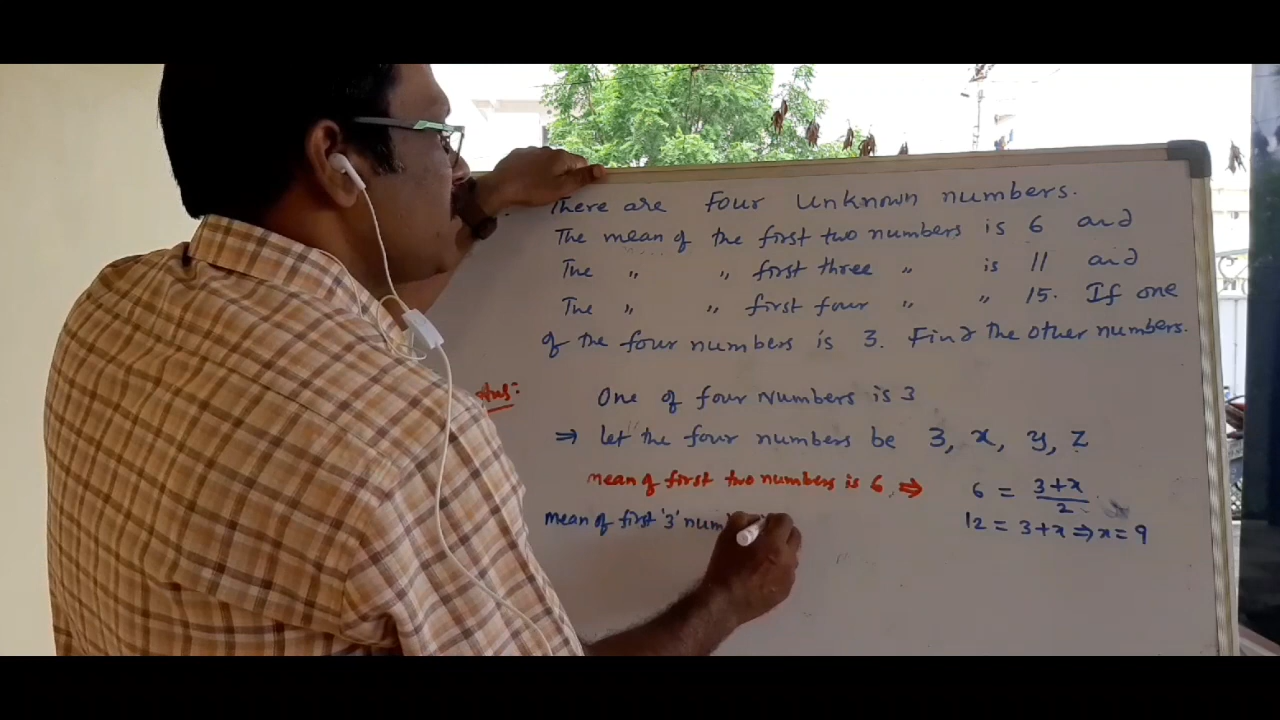 There are Four Unknown numbers.
The mean of the first two numbers is 6 and
The " " first three " is 11 and
The " " first four " " 15. If one
of the four numbers is 3. Find the other numbers.
Ans:
One of four Numbers is 3
⇒ let the four numbers be 3, x, y, z
mean of first two numbers is 6 ⇒ 6 = 3+x / 2
12 = 3+x ⇒ x = 9
mean of first '3' num